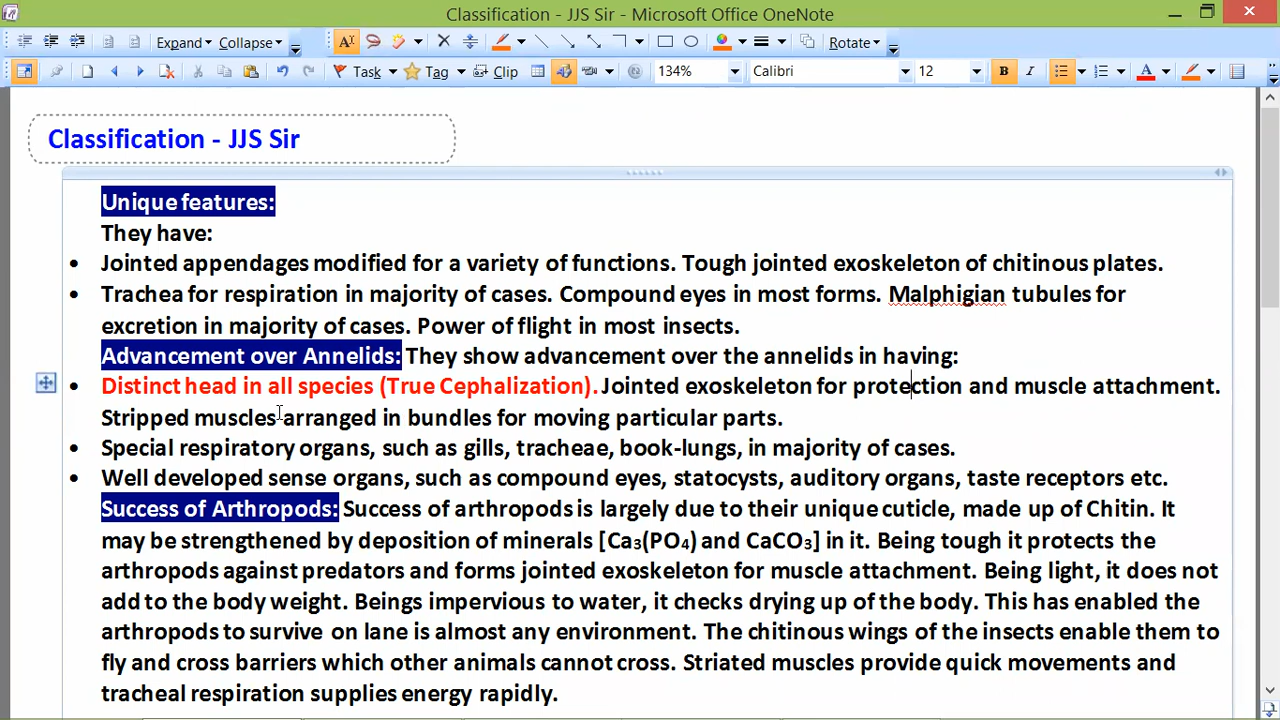 Classification - JJS Sir - Microsoft Office OneNote
Expand Collapse A Rotate
Task Tag Clip 134% Calibri 12 B I A
Classification - JJS Sir
Unique features:
They have:
• Jointed appendages modified for a variety of functions. Tough jointed exoskeleton of chitinous plates.
• Trachea for respiration in majority of cases. Compound eyes in most forms. Malphigian tubules for
excretion in majority of cases. Power of flight in most insects.
Advancement over Annelids: They show advancement over the annelids in having:
• Distinct head in all species (True Cephalization). Jointed exoskeleton for protection and muscle attachment.
Stripped muscles arranged in bundles for moving particular parts.
• Special respiratory organs, such as gills, tracheae, book-lungs, in majority of cases.
• Well developed sense organs, such as compound eyes, statocysts, auditory organs, taste receptors etc.
Success of Arthropods: Success of arthropods is largely due to their unique cuticle, made up of Chitin. It
may be strengthened by deposition of minerals [Ca3(PO4) and CaCO3] in it. Being tough it protects the
arthropods against predators and forms jointed exoskeleton for muscle attachment. Being light, it does not
add to the body weight. Beings impervious to water, it checks drying up of the body. This has enabled the
arthropods to survive on lane is almost any environment. The chitinous wings of the insects enable them to
fly and cross barriers which other animals cannot cross. Striated muscles provide quick movements and
tracheal respiration supplies energy rapidly.